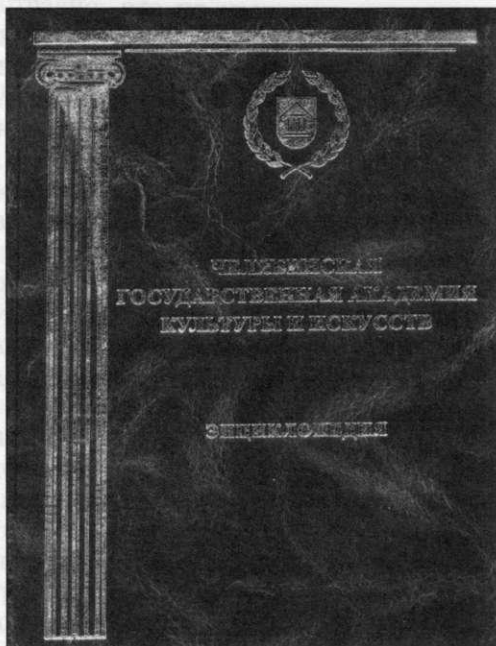 ЧЕЛЯБИНСКАЯ
ГОСУДАРСТВЕННАЯ АКАДЕМИЯ
КУЛЬТУРЫ И ИСКУССТВ
ЭНЦИКЛОПЕДИЯ